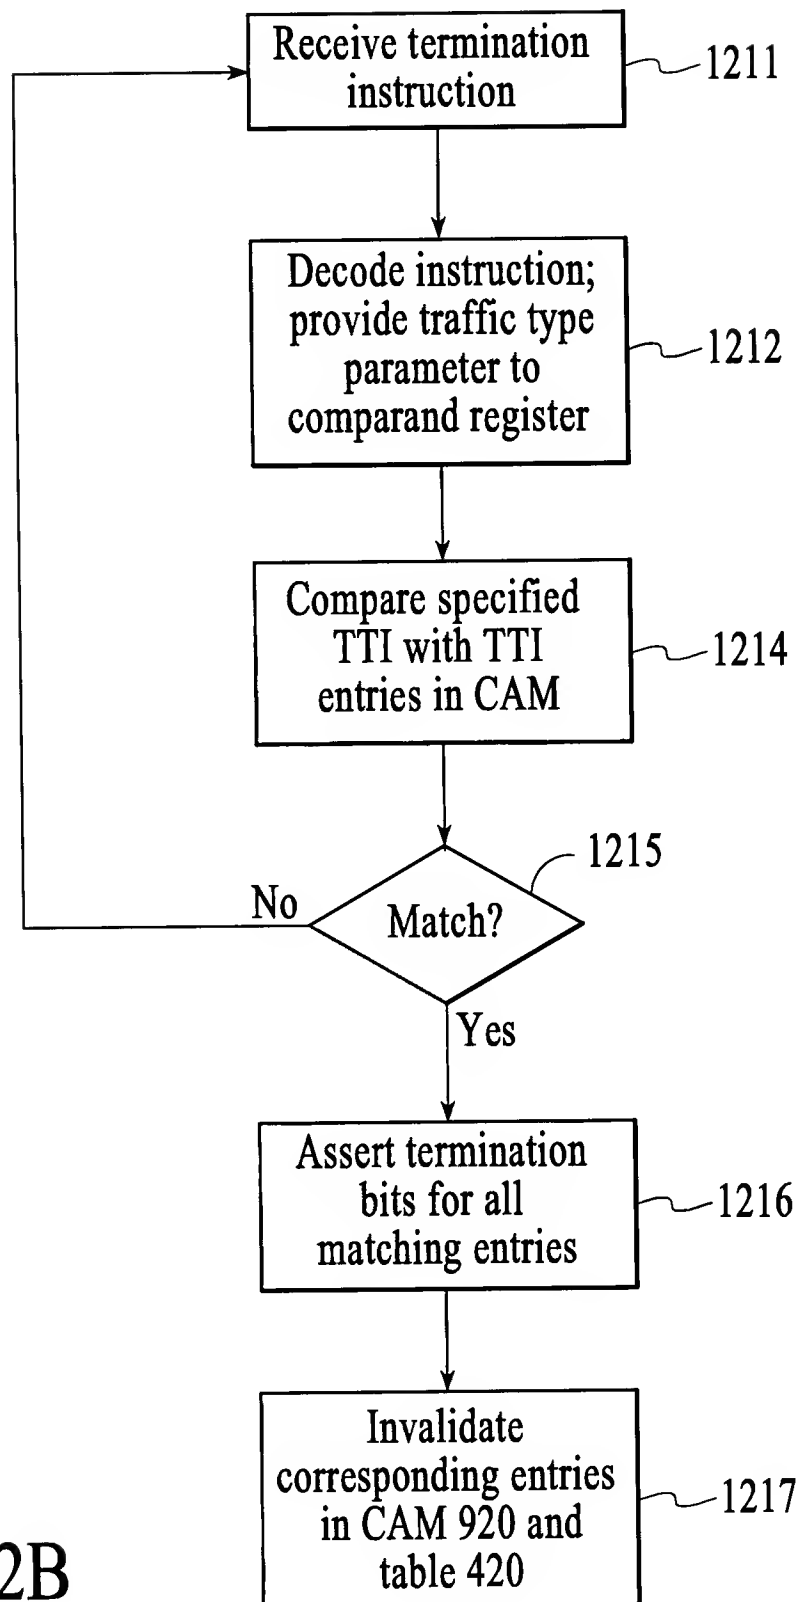 Receive termination
instruction
1211
Decode instruction;
provide traffic type
parameter to
comparand register
1212
Compare specified
TTI with TTI
entries in CAM
1214
1215
No
Match?
Yes
Assert termination
bits for all
matching entries
1216
Invalidate
corresponding entries
in CAM 920 and
table 420
1217
2B